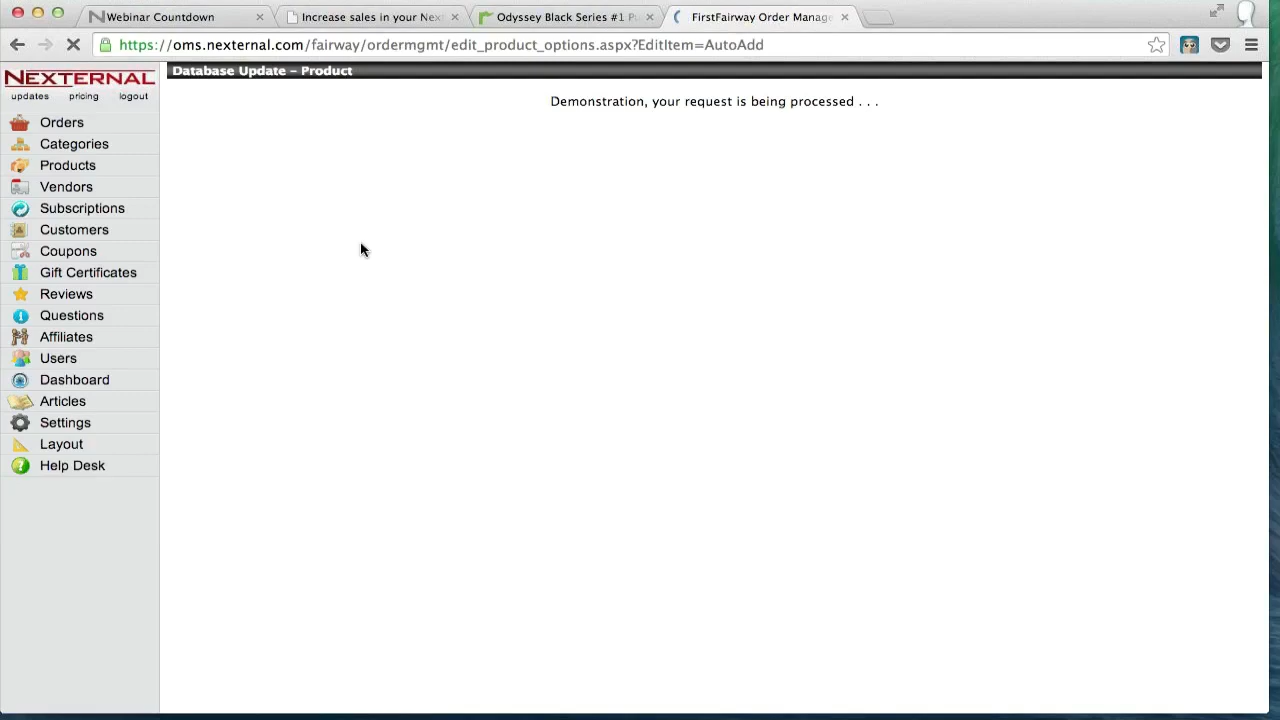 Webinar Countdown
Increase sales in your Nex
Odyssey Black Series #1 P
FirstFairway Order Manag
https://oms.nexternal.com/fairway/ordermgmt/edit_product_options.aspx?EditItem=AutoAdd
NEXTERNAL
updates pricing logout
Database Update – Product
Demonstration, your request is being processed . . .
Orders
Categories
Products
Vendors
Subscriptions
Customers
Coupons
Gift Certificates
Reviews
Questions
Affiliates
Users
Dashboard
Articles
Settings
Layout
Help Desk